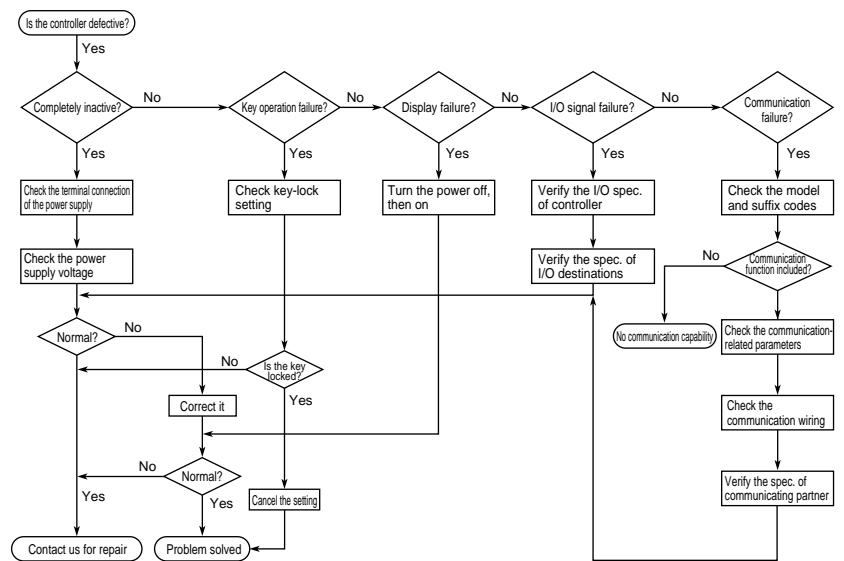 Is the controller defective?
Yes
Completely inactive?
No
Key operation failure?
No
Display failure?
No
I/O signal failure?
No
Communication
failure?
Yes
Yes
Yes
Yes
Yes
Check the terminal connection
of the power supply
Check key-lock
setting
Turn the power off,
then on
Verify the I/O spec.
of controller
Check the model
and suffix codes
Check the power
supply voltage
Verify the spec. of
I/O destinations
No
Communication
function included?
Normal?
No
No communication capability
Check the communication-
related parameters
No
Is the key
locked?
Yes
Correct it
Check the
communication wiring
No
Normal?
Yes
Yes
Cancel the setting
Verify the spec. of
communicating partner
Contact us for repair
Problem solved